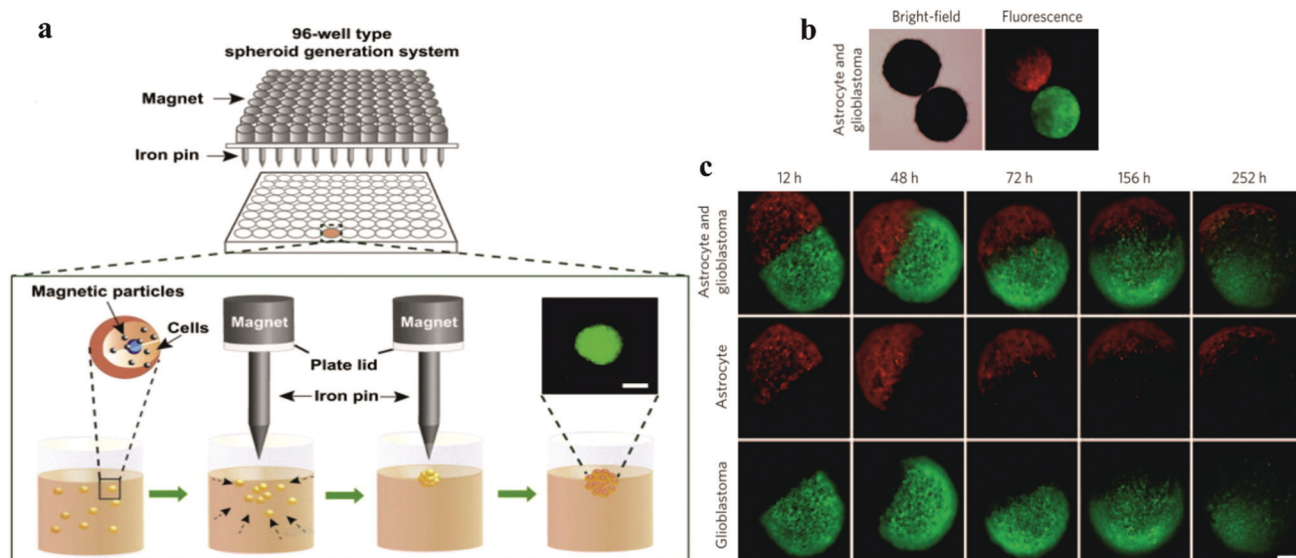 a
96-well type
spheroid generation system
Magnet
Iron pin
Magnetic particles
Cells
Magnet
Magnet
Plate lid
Iron pin
b
Bright-field
Fluorescence
Astrocyte and
glioblastoma
c
12 h
48 h
72 h
156 h
252 h
Astrocyte and
glioblastoma
Astrocyte
Glioblastoma